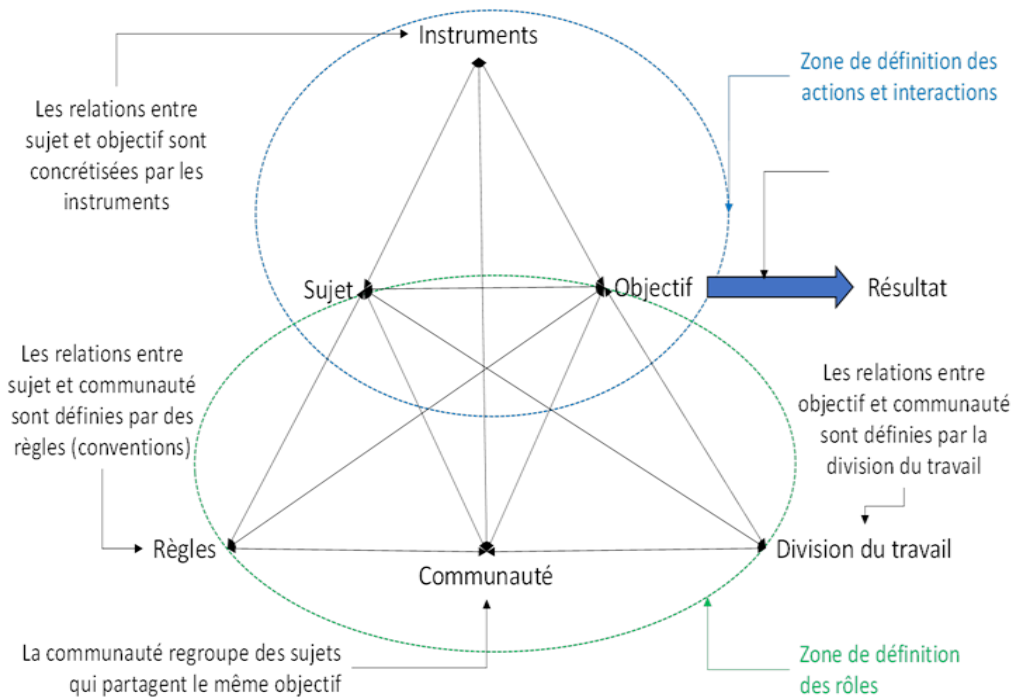 Instruments
Zone de définition des
actions et interactions
Les relations entre
sujet et objectif sont
concrétisées par les
instruments
Sujet
Objectif
Résultat
Les relations entre
sujet et communauté
sont définies par des
règles (conventions)
Les relations entre
objectif et communauté
sont définies par la
division du travail
Règles
Communauté
Division du travail
La communauté regroupe des sujets
qui partagent le même objectif
Zone de définition
des rôles